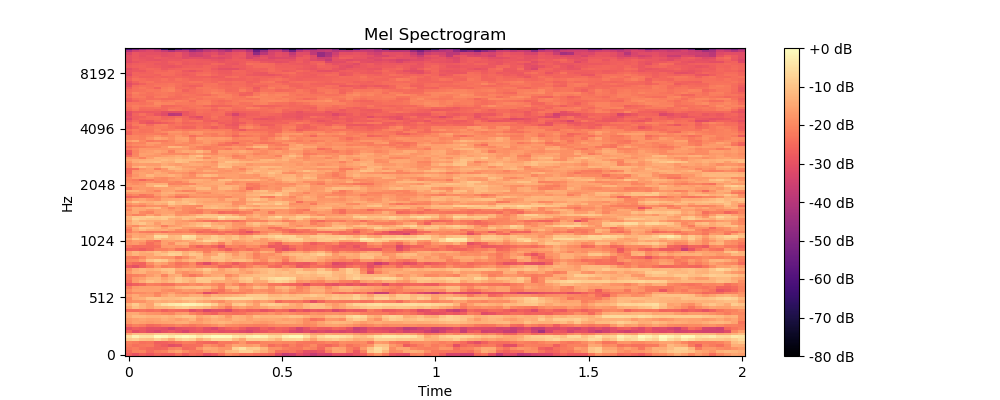 Mel Spectrogram
8192
4096
2048
1024
512
0
Hz
0
0.5
1
1.5
2
Time
+0 dB
-10 dB
-20 dB
-30 dB
-40 dB
-50 dB
-60 dB
-70 dB
-80 dB